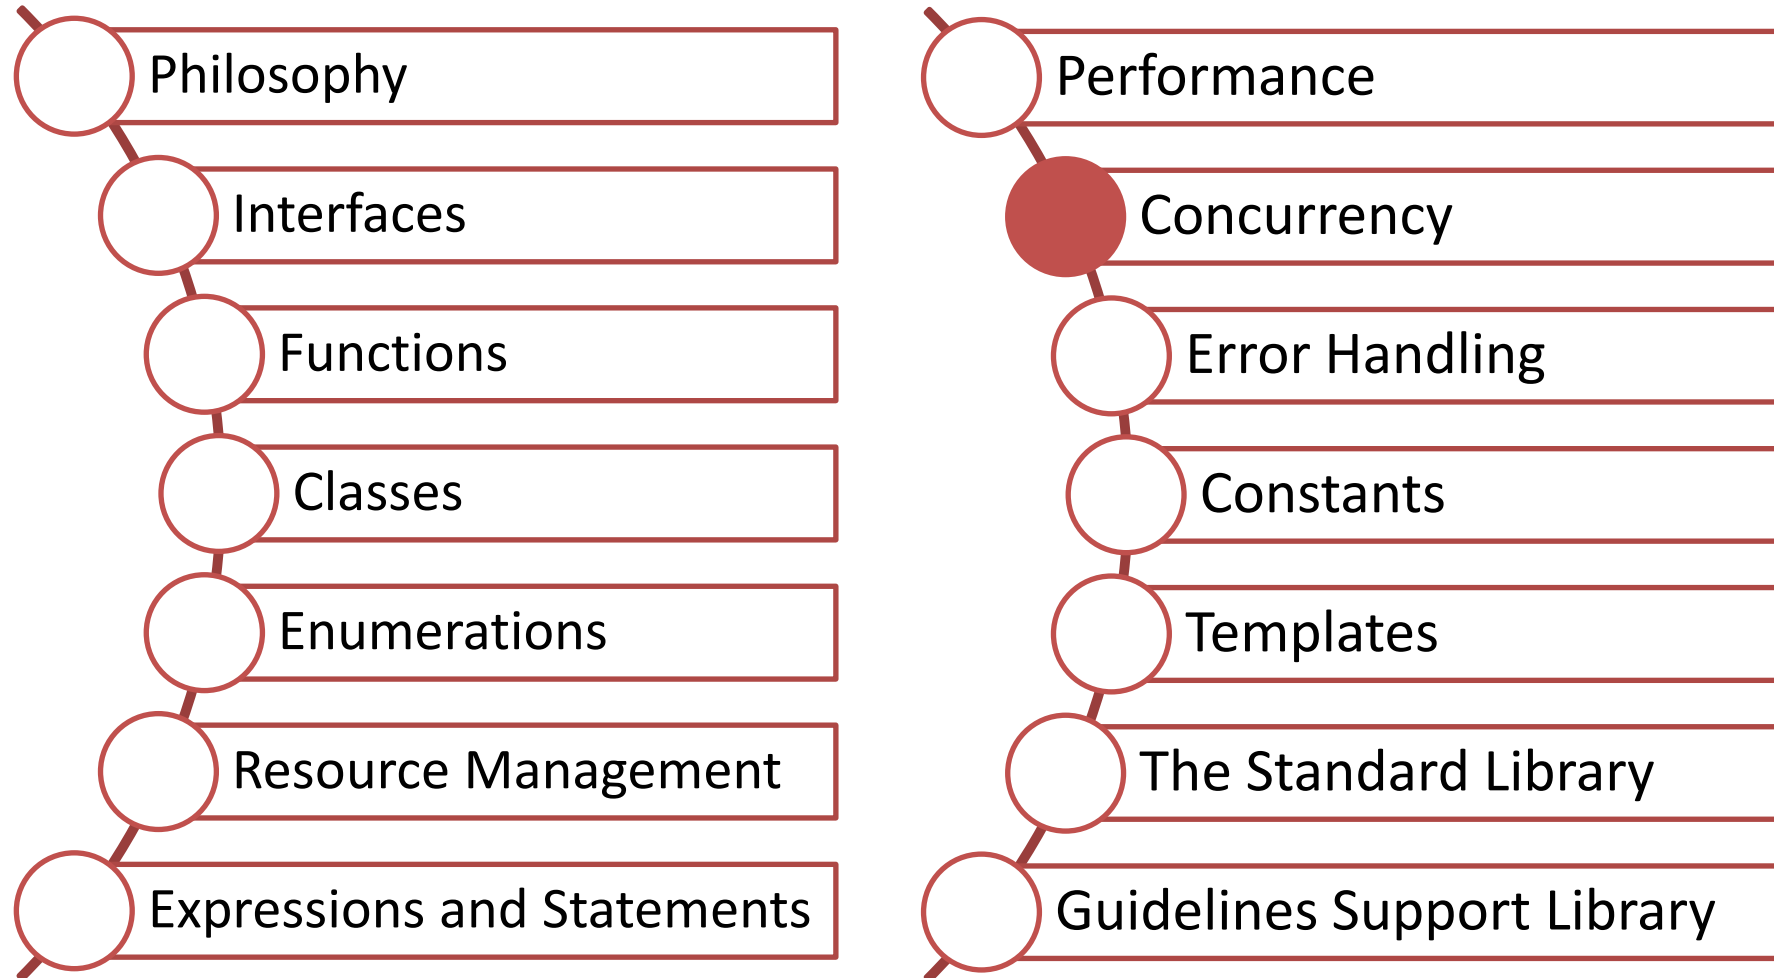 Philosophy
Interfaces
Functions
Classes
Enumerations
Resource Management
Expressions and Statements
Performance
Concurrency
Error Handling
Constants
Templates
The Standard Library
Guidelines Support Library